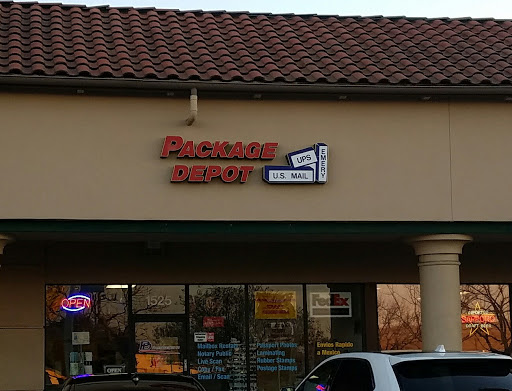 PACKAGE
DEPOT
UPS
U.S. MAIL
EMERY
OPEN
1525
FedEx
Mailbox Rentals
Notary Public
Live Scan
Copy / Fax
Email / Scan
Passport Photos
Laminating
Rubber Stamps
Postage Stamps
Envios Rapido
a Mexico
OPEN